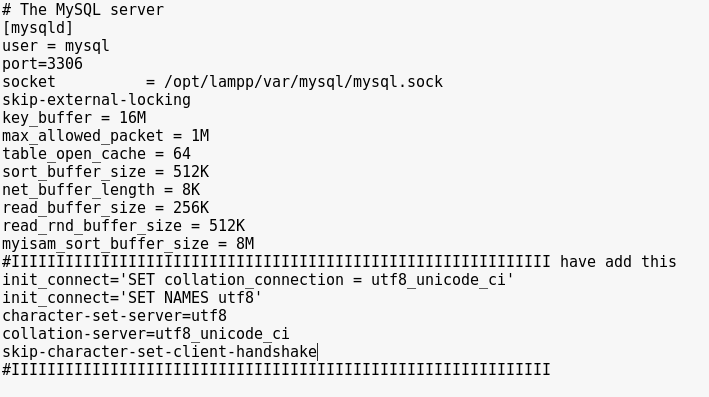 # The MySQL server
[mysqld]
user = mysql
port=3306
socket          = /opt/lampp/var/mysql/mysql.sock
skip-external-locking
key_buffer = 16M
max_allowed_packet = 1M
table_open_cache = 64
sort_buffer_size = 512K
net_buffer_length = 8K
read_buffer_size = 256K
read_rnd_buffer_size = 512K
myisam_sort_buffer_size = 8M
#IIIIIIIIIIIIIIIIIIIIIIIIIIIIIIIIIIIIIIIIIIIIIIIIIIIIIIIIIIII have add this
init_connect='SET collation_connection = utf8_unicode_ci'
init_connect='SET NAMES utf8'
character-set-server=utf8
collation-server=utf8_unicode_ci
skip-character-set-client-handshake
#IIIIIIIIIIIIIIIIIIIIIIIIIIIIIIIIIIIIIIIIIIIIIIIIIIIIIIIIIIII